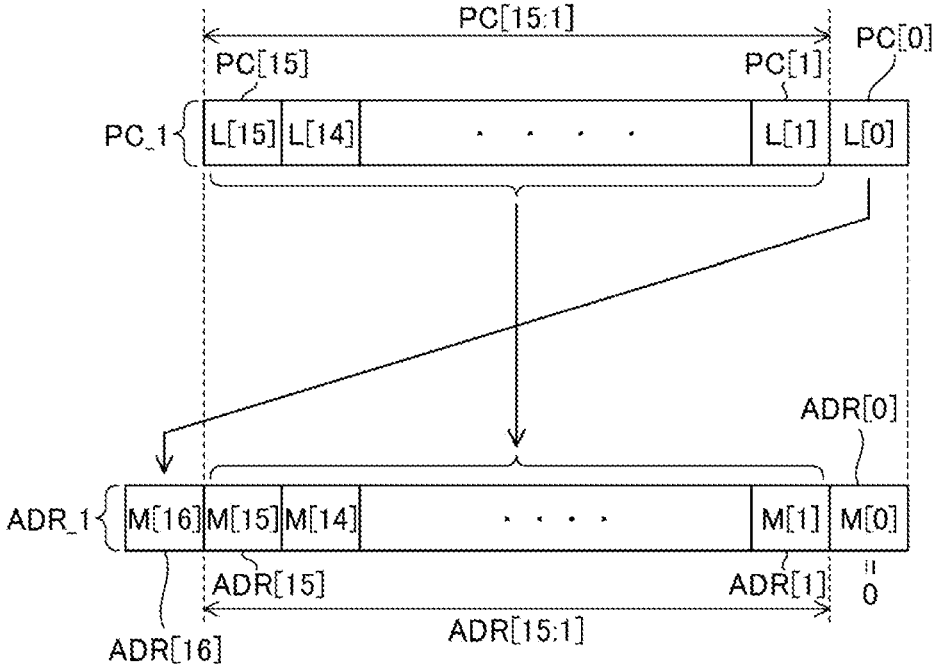 PC[15:1]
PC[15]
PC[1]
PC[0]
PC_1
L[15] L[14] · · · · L[1] L[0]
ADR[0]
ADR_1
M[16] M[15] M[14] · · · · M[1] M[0]
ADR[15]
ADR[1]
=
0
ADR[15:1]
ADR[16]